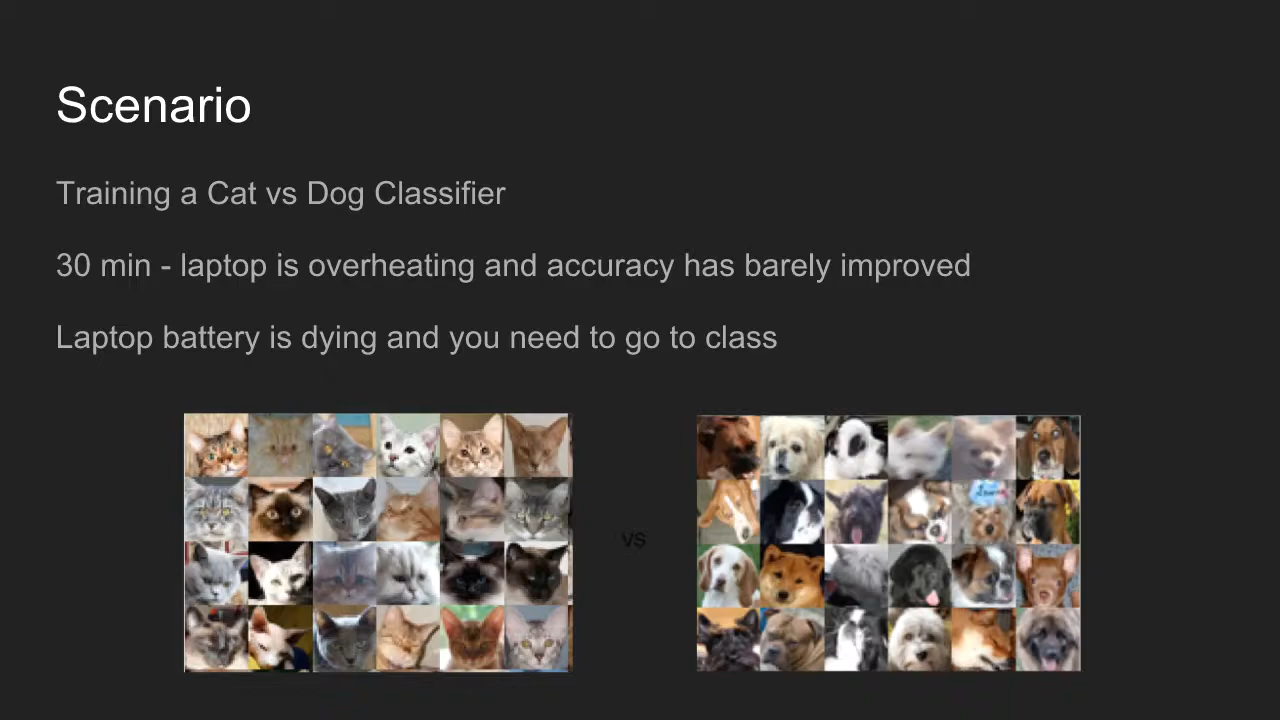 Scenario
Training a Cat vs Dog Classifier
30 min - laptop is overheating and accuracy has barely improved
Laptop battery is dying and you need to go to class
vs